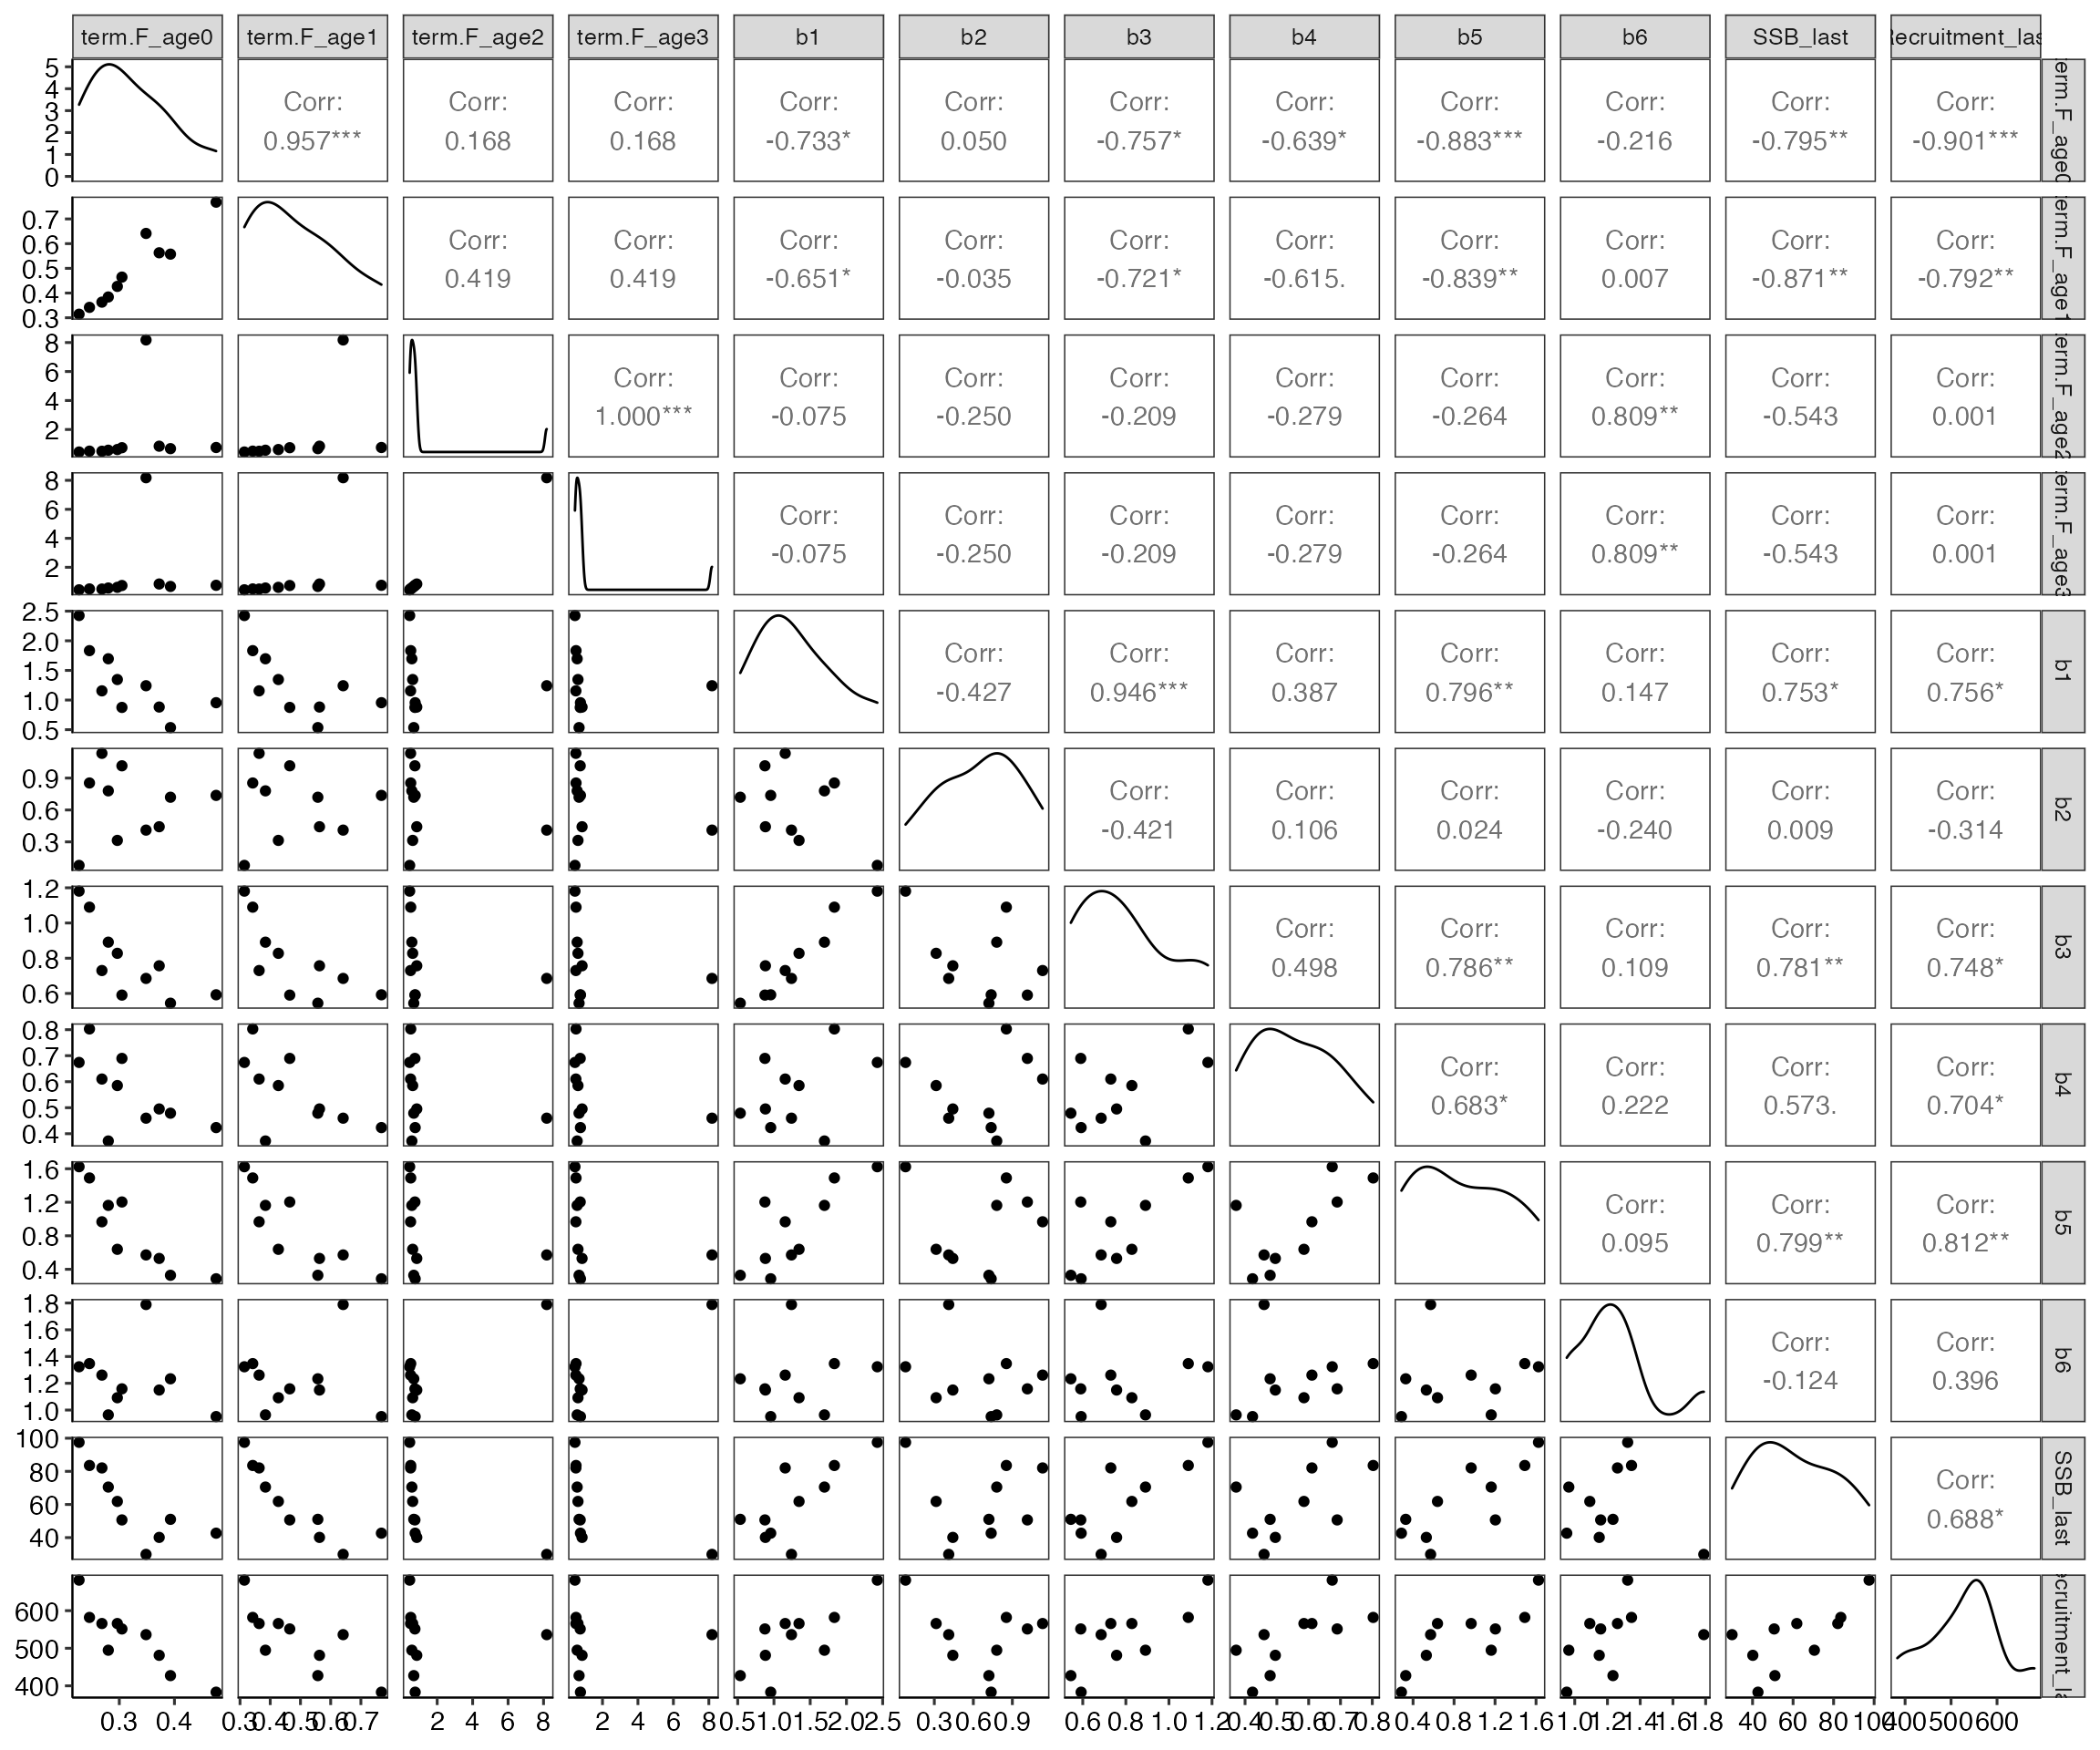 term.F_age0 term.F_age1 term.F_age2 term.F_age3 b1 b2 b3 b4 b5 b6 SSB_last ecruitment_las
5
4
3
2
1
0
Corr: Corr: Corr: Corr: Corr: Corr: Corr: Corr: Corr: Corr: Corr:
0.957*** 0.168 0.168 -0.733* 0.050 -0.757* -0.639* -0.883*** -0.216 -0.795** -0.901***
erm.F_age0
0.7
0.6
0.5
0.4
0.3
Corr: Corr: Corr: Corr: Corr: Corr: Corr: Corr: Corr: Corr:
0.419 0.419 -0.651* -0.035 -0.721* -0.615. -0.839** 0.007 -0.871** -0.792**
erm.F_age1
8
6
4
2
Corr: Corr: Corr: Corr: Corr: Corr: Corr: Corr: Corr:
1.000*** -0.075 -0.250 -0.209 -0.279 -0.264 0.809** -0.543 0.001
erm.F_age2
8
6
4
2
Corr: Corr: Corr: Corr: Corr: Corr: Corr: Corr:
-0.075 -0.250 -0.209 -0.279 -0.264 0.809** -0.543 0.001
erm.F_age3
2.5
2.0
1.5
1.0
0.5
Corr: Corr: Corr: Corr: Corr: Corr: Corr:
-0.427 0.946*** 0.387 0.796** 0.147 0.753* 0.756*
b1
0.9
0.6
0.3
Corr: Corr: Corr: Corr: Corr: Corr:
-0.421 0.106 0.024 -0.240 0.009 -0.314
b2
1.2
1.0
0.8
0.6
Corr: Corr: Corr: Corr: Corr:
0.498 0.786** 0.109 0.781** 0.748*
b3
0.8
0.7
0.6
0.5
0.4
Corr: Corr: Corr: Corr:
0.683* 0.222 0.573. 0.704*
b4
1.6
1.2
0.8
0.4
Corr: Corr: Corr:
0.095 0.799** 0.812**
b5
1.8
1.6
1.4
1.2
1.0
Corr: Corr:
-0.124 0.396
b6
100
80
60
40
Corr:
0.688*
SSB_last
600
500
400
ecruitment_la
0.3 0.4 0.3 0.4 0.5 0.6 0.7 2 4 6 8 2 4 6 8 0.5 1.0 1.5 2.0 2.5 0.3 0.6 0.9 0.6 0.8 1.0 1.2 0.4 0.5 0.6 0.7 0.8 0.4 0.8 1.2 1.6 1.0 1.2 1.4 1.6 1.8 40 60 80 100 400 500 600